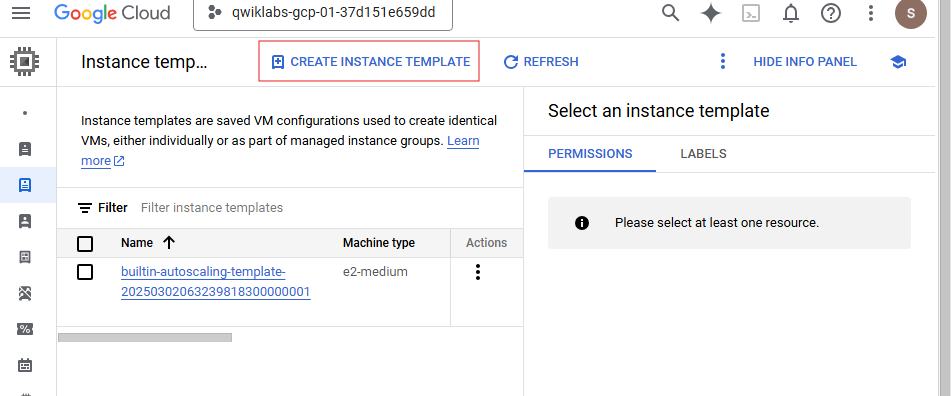 Google Cloud
qwiklabs-gcp-01-37d151e659dd
S
Instance temp...
CREATE INSTANCE TEMPLATE
REFRESH
HIDE INFO PANEL
Instance templates are saved VM configurations used to create identical
VMs, either individually or as part of managed instance groups. Learn
more
Select an instance template
PERMISSIONS
LABELS
Filter
Filter instance templates
Please select at least one resource.
Name
Machine type
Actions
builtin-autoscaling-template-
e2-medium
20250302063239818300000001